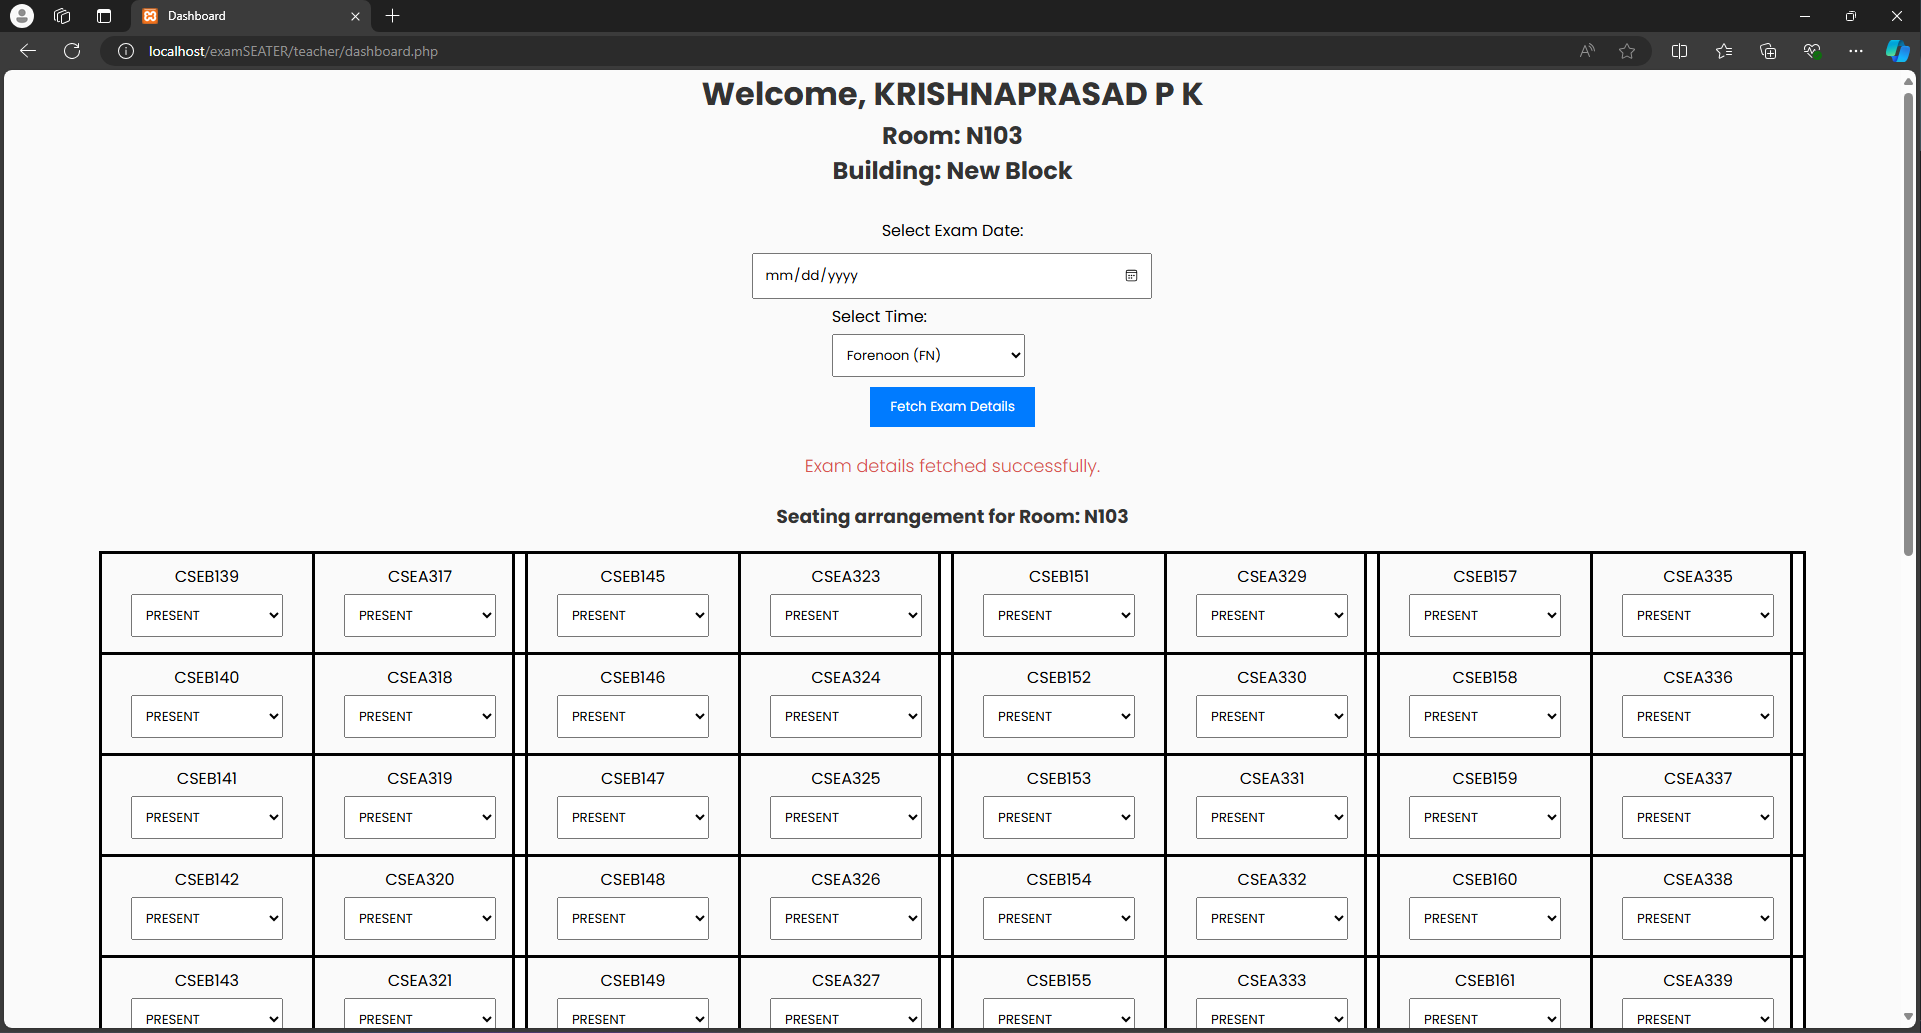 Dashboard
localhost/examSEATER/teacher/dashboard.php
Welcome, KRISHNAPRASAD P K
Room: N103
Building: New Block
Select Exam Date:
mm/dd/yyyy
Select Time:
Forenoon (FN)
Fetch Exam Details
Exam details fetched successfully.
Seating arrangement for Room: N103
CSEB139 CSEA317 CSEB145 CSEA323 CSEB151 CSEA329 CSEB157 CSEA335
PRESENT PRESENT PRESENT PRESENT PRESENT PRESENT PRESENT PRESENT
CSEB140 CSEA318 CSEB146 CSEA324 CSEB152 CSEA330 CSEB158 CSEA336
PRESENT PRESENT PRESENT PRESENT PRESENT PRESENT PRESENT PRESENT
CSEB141 CSEA319 CSEB147 CSEA325 CSEB153 CSEA331 CSEB159 CSEA337
PRESENT PRESENT PRESENT PRESENT PRESENT PRESENT PRESENT PRESENT
CSEB142 CSEA320 CSEB148 CSEA326 CSEB154 CSEA332 CSEB160 CSEA338
PRESENT PRESENT PRESENT PRESENT PRESENT PRESENT PRESENT PRESENT
CSEB143 CSEA321 CSEB149 CSEA327 CSEB155 CSEA333 CSEB161 CSEA339
PRESENT PRESENT PRESENT PRESENT PRESENT PRESENT PRESENT PRESENT